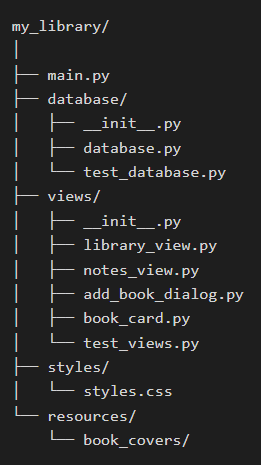 my_library/
│
├── main.py
├── database/
│   ├── __init__.py
│   ├── database.py
│   └── test_database.py
├── views/
│   ├── __init__.py
│   ├── library_view.py
│   ├── notes_view.py
│   ├── add_book_dialog.py
│   ├── book_card.py
│   └── test_views.py
├── styles/
│   └── styles.css
└── resources/
    └── book_covers/